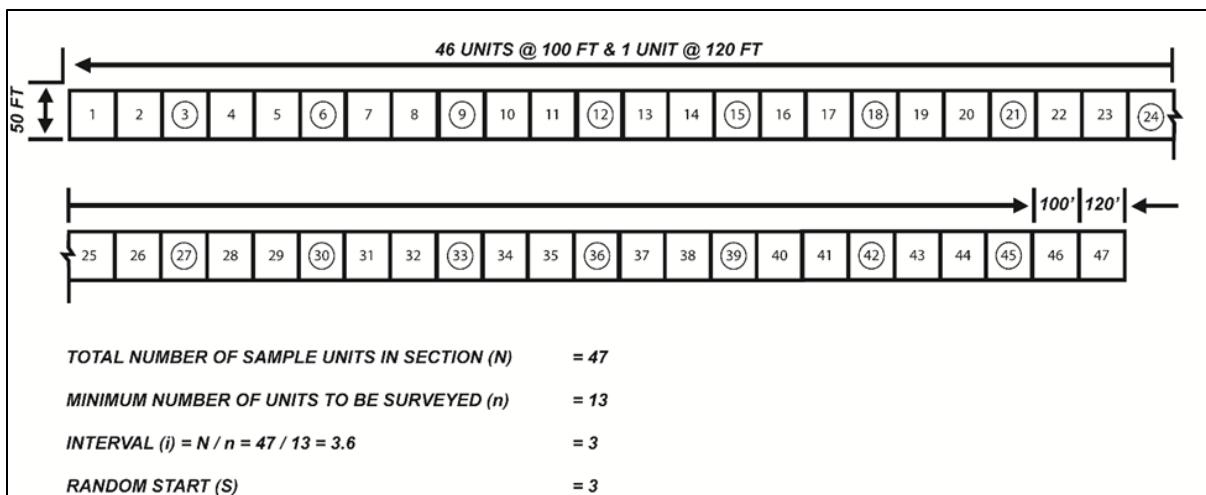 46 UNITS @ 100 FT & 1 UNIT @ 120 FT
50 FT
1 2 3 4 5 6 7 8 9 10 11 12 13 14 15 16 17 18 19 20 21 22 23 24
100' 120'
25 26 27 28 29 30 31 32 33 34 35 36 37 38 39 40 41 42 43 44 45 46 47
TOTAL NUMBER OF SAMPLE UNITS IN SECTION (N) = 47
MINIMUM NUMBER OF UNITS TO BE SURVEYED (n) = 13
INTERVAL (i) = N / n = 47 / 13 = 3.6 = 3
RANDOM START (S) = 3